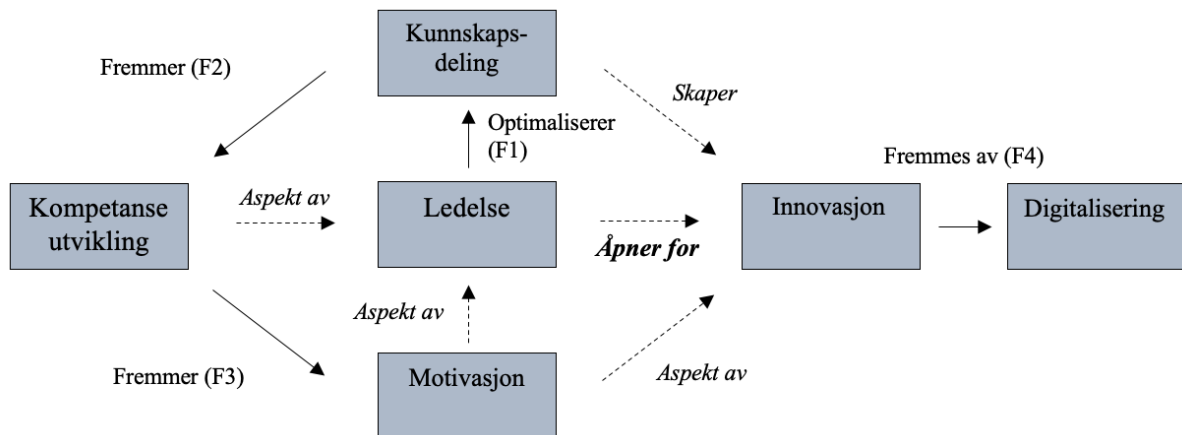 Kunnskaps-
deling
Fremmer (F2)
Skaper
Optimaliserer
(F1)
Fremmes av (F4)
Kompetanse
utvikling
Aspekt av
Ledelse
Åpner for
Innovasjon
Digitalisering
Aspekt av
Fremmer (F3)
Motivasjon
Aspekt av